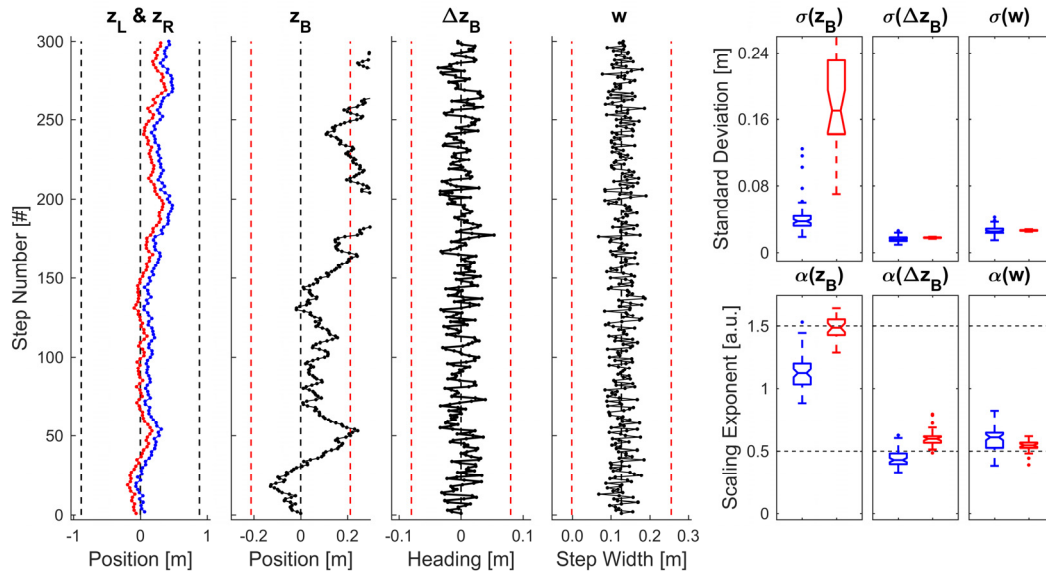 z_L & z_R
z_B
Δz_B
w
σ(z_B)
σ(Δz_B)
σ(w)
Step Number [#]
300
250
200
150
100
50
0
-1
0
1
Position [m]
-0.2
0
0.2
Position [m]
-0.1
0
0.1
Heading [m]
0
0.1
0.2
0.3
Step Width [m]
Standard Deviation [m]
0.26
0.16
0.08
0
α(z_B)
α(Δz_B)
α(w)
Scaling Exponent [a.u.]
1.5
1
0.5
0